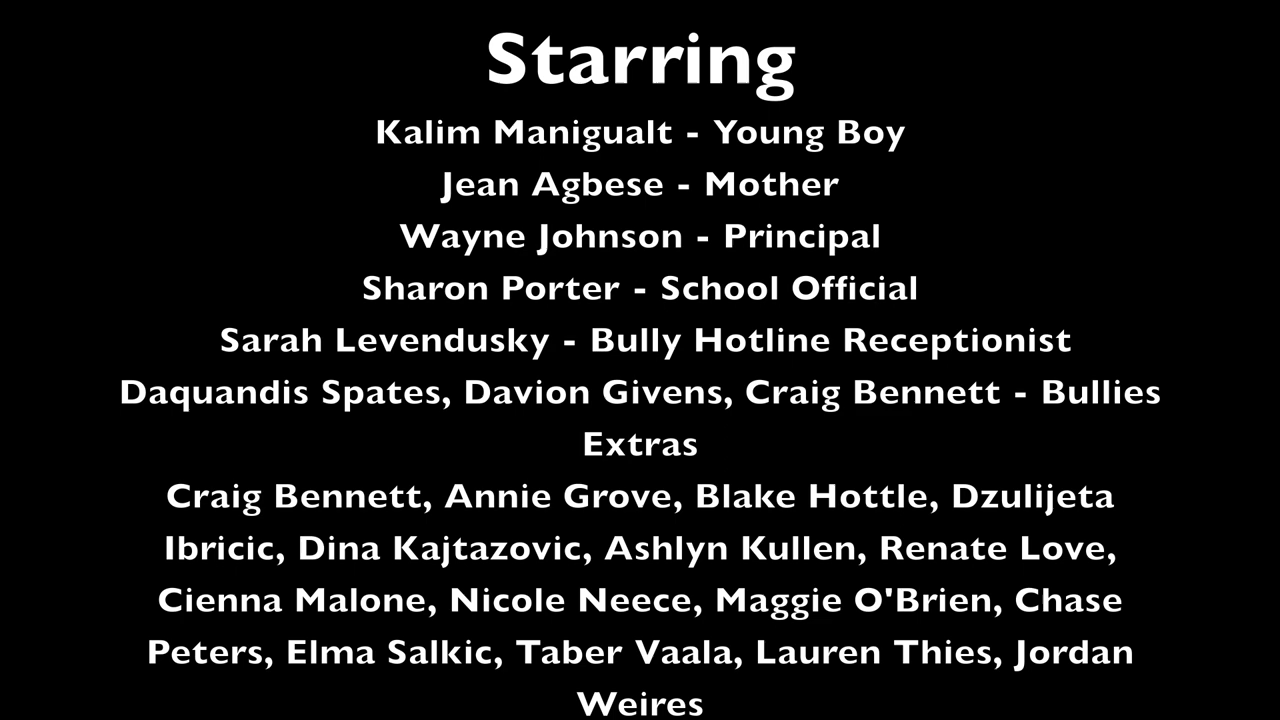 Starring
Kalim Manigualt - Young Boy
Jean Agbese - Mother
Wayne Johnson - Principal
Sharon Porter - School Official
Sarah Levendusky - Bully Hotline Receptionist
Daquandis Spates, Davion Givens, Craig Bennett - Bullies
Extras
Craig Bennett, Annie Grove, Blake Hottle, Dzulijeta
Ibricic, Dina Kajtazovic, Ashlyn Kullen, Renate Love,
Cienna Malone, Nicole Neece, Maggie O'Brien, Chase
Peters, Elma Salkic, Taber Vaala, Lauren Thies, Jordan
Weires